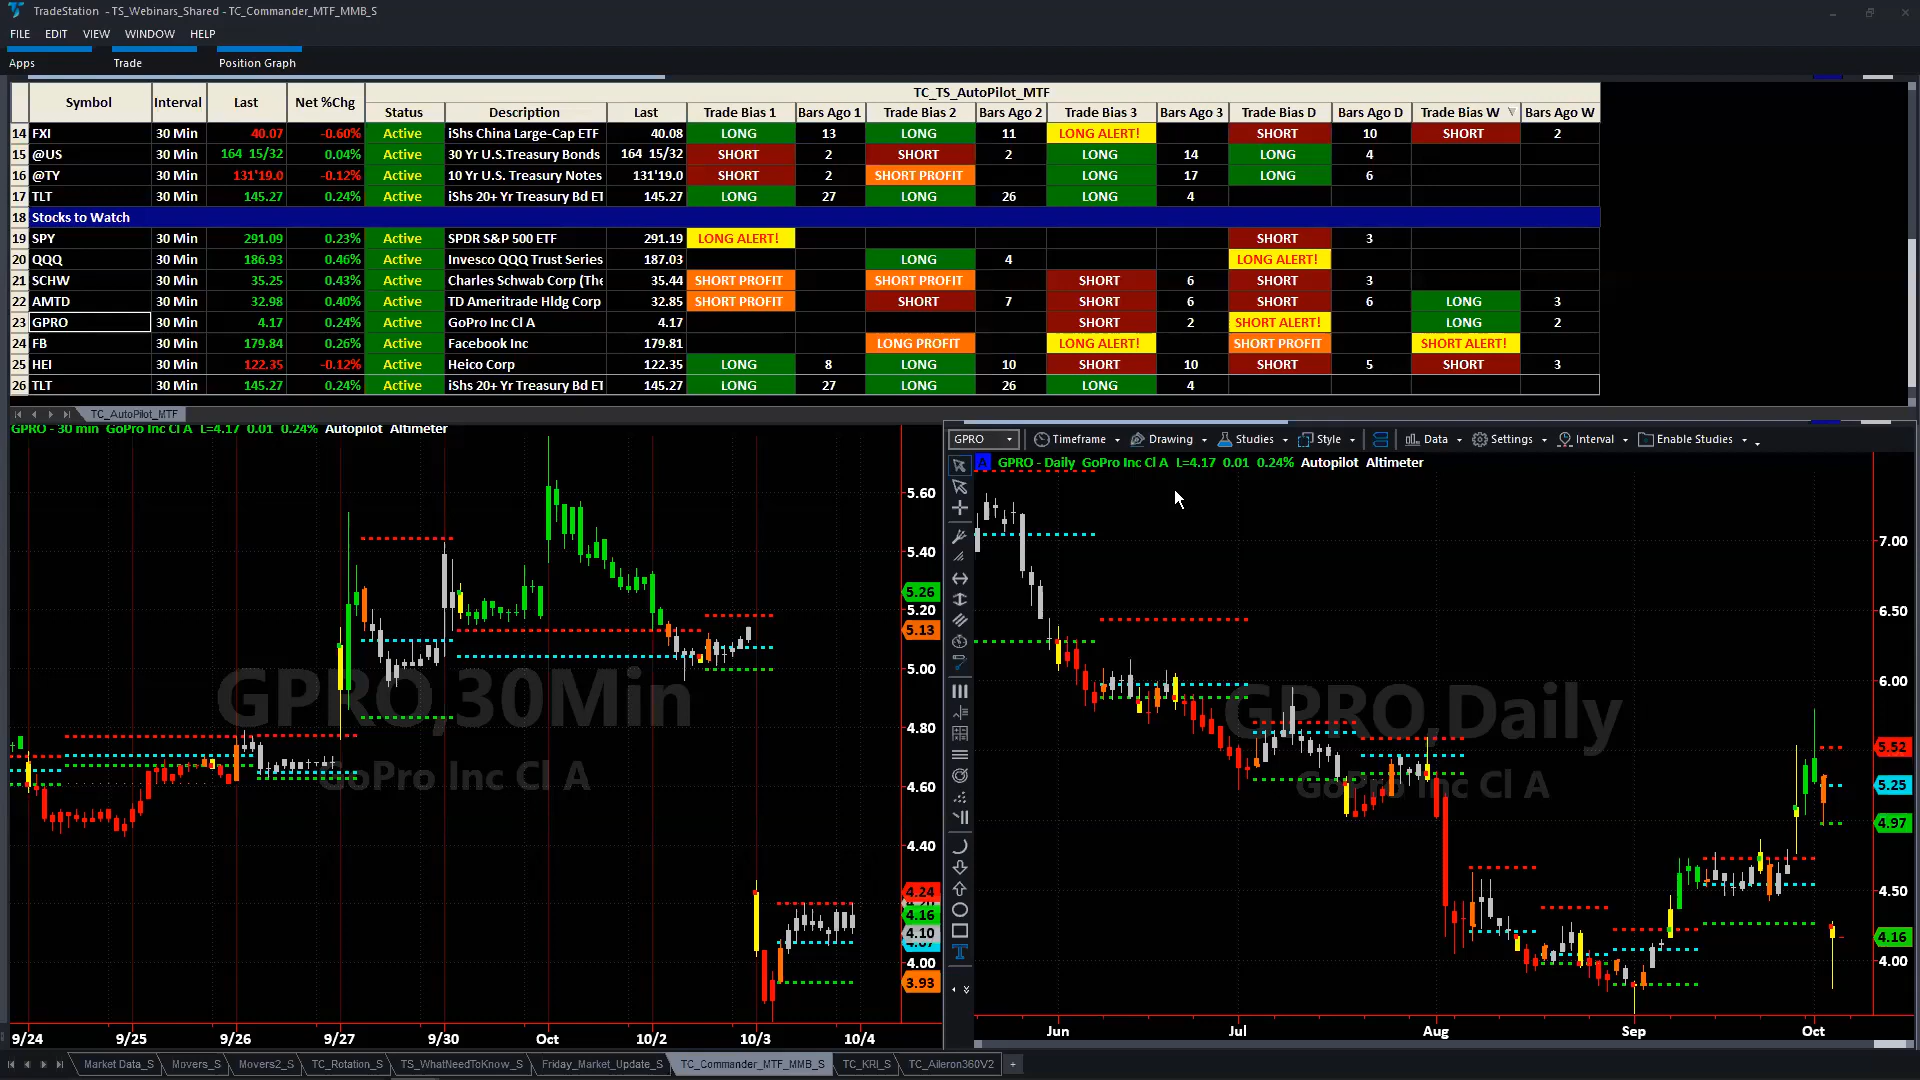 TradeStation - TS_Webinars_Shared - TC_Commander_MTF_MMB_S
FILE EDIT VIEW WINDOW HELP
Apps Trade Position Graph
TC_TS_AutoPilot_MTF
Symbol Interval Last Net %Chg Status Description Last Trade Bias 1 Bars Ago 1 Trade Bias 2 Bars Ago 2 Trade Bias 3 Bars Ago 3 Trade Bias D Bars Ago D Trade Bias W Bars Ago W
14 FXI 30 Min 40.07 -0.60% Active iShs China Large-Cap ETF 40.08 LONG 13 LONG 11 LONG ALERT! SHORT 10 SHORT 2
15 @US 30 Min 164 15/32 0.04% Active 30 Yr U.S.Treasury Bonds 164 15/32 SHORT 2 SHORT 2 LONG 14 LONG 4
16 @TY 30 Min 131'19.0 -0.12% Active 10 Yr U.S. Treasury Notes 131'19.0 SHORT 2 SHORT PROFIT LONG 17 LONG 6
17 TLT 30 Min 145.27 0.24% Active iShs 20+ Yr Treasury Bd ET 145.27 LONG 27 LONG 26 LONG 4
18 Stocks to Watch
19 SPY 30 Min 291.09 0.23% Active SPDR S&P 500 ETF 291.19 LONG ALERT! SHORT 3
20 QQQ 30 Min 186.93 0.46% Active Invesco QQQ Trust Series 187.03 LONG 4 LONG ALERT!
21 SCHW 30 Min 35.25 0.43% Active Charles Schwab Corp (The 35.44 SHORT PROFIT SHORT PROFIT SHORT 6 SHORT 3
22 AMTD 30 Min 32.98 0.40% Active TD Ameritrade Hldg Corp 32.85 SHORT PROFIT SHORT 7 SHORT 6 SHORT 6 LONG 3
23 GPRO 30 Min 4.17 0.24% Active GoPro Inc Cl A 4.17 SHORT 2 SHORT ALERT! LONG 2
24 FB 30 Min 179.84 0.26% Active Facebook Inc 179.81 LONG PROFIT LONG ALERT! SHORT PROFIT SHORT ALERT!
25 HEI 30 Min 122.35 -0.12% Active Heico Corp 122.35 LONG 8 LONG 10 SHORT 10 SHORT 5 SHORT 3
26 TLT 30 Min 145.27 0.24% Active iShs 20+ Yr Treasury Bd ET 145.27 LONG 27 LONG 26 LONG 4
TC_AutoPilot_MTF
GPRO - 30 min GoPro Inc Cl A L=4.17 0.01 0.24% Autopilot Altimeter
GPRO,30Min
GoPro Inc Cl A
5.60
5.40
5.26
5.20
5.13
5.00
4.80
4.60
4.40
4.24
4.16
4.10
4.00
3.93
9/24 9/25 9/26 9/27 9/30 Oct 10/2 10/3 10/4
GPRO Timeframe Drawing Studies Style Data Settings Interval Enable Studies
A GPRO - Daily GoPro Inc Cl A L=4.17 0.01 0.24% Autopilot Altimeter
GPRO,Daily
GoPro Inc Cl A
7.00
6.50
6.00
5.52
5.25
4.97
4.50
4.16
4.00
Jun Jul Aug Sep Oct
Market Data_S Movers_S Movers2_S TC_Rotation_S TS_WhatNeedToKnow_S Friday_Market_Update_S TC_Commander_MTF_MMB_S TC_KRI_S TC_Aileron360V2 +